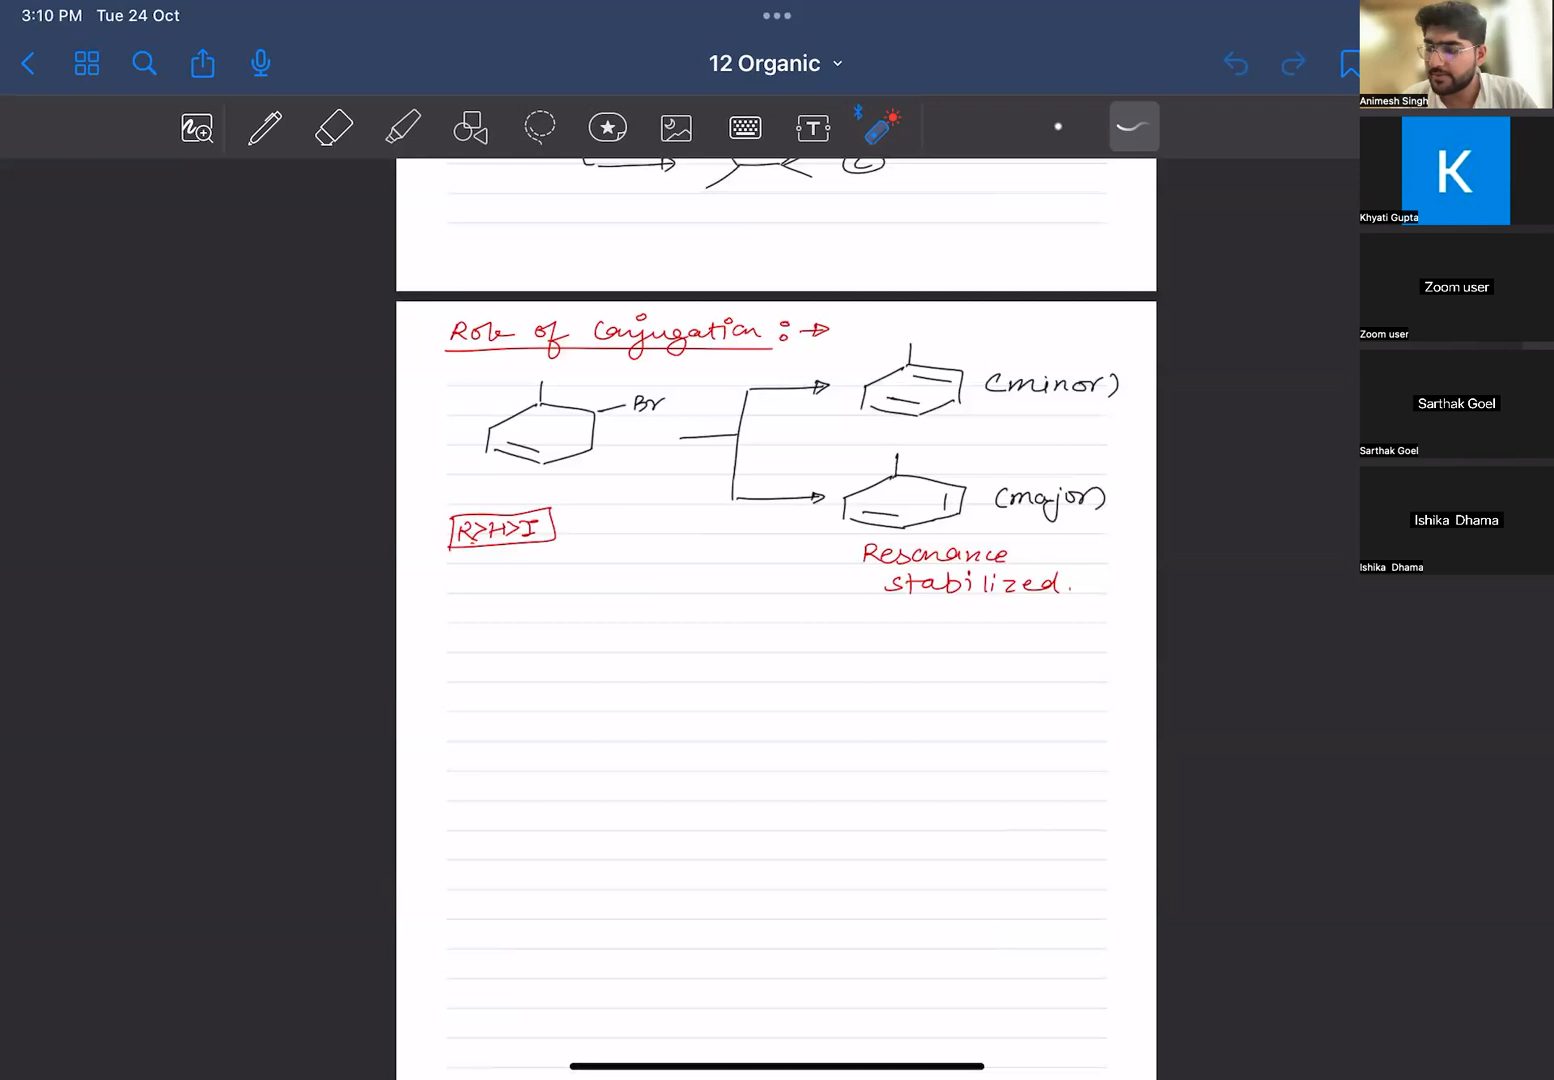 3:10 PM Tue 24 Oct
12 Organic
T
Animesh Singh
K
Khyati Gupta
Zoom user
Zoom user
Sarthak Goel
Sarthak Goel
Ishika Dhama
Ishika Dhama
Role of Conjugation :→
Br
(minor)
(major)
R>H>I
Resonance
stabilized.